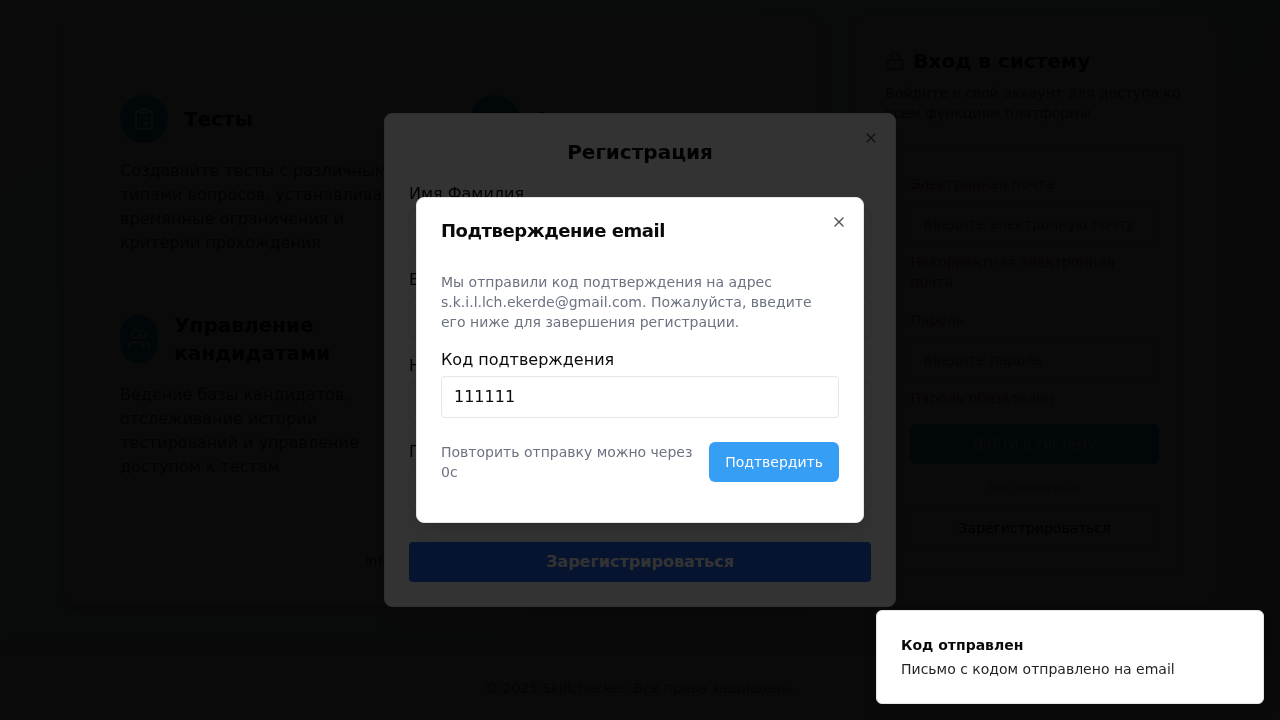 Тесты
Создавайте тесты с различным
типами вопросов, устанавлива
временные ограничения и
критерии прохождения
Управление
кандидатами
Ведение базы кандидатов,
отслеживание истории
тестирований и управление
доступом к тестам
Регистрация
Имя Фамилия
Подтверждение email
Мы отправили код подтверждения на адрес
s.k.i.l.lch.ekerde@gmail.com. Пожалуйста, введите
его ниже для завершения регистрации.
Код подтверждения
111111
Повторить отправку можно через
0с
Подтвердить
Зарегистрироваться
Вход в систему
Войдите в свой аккаунт для доступа ко
всем функциям платформы
Электронная почта
Введите электронную почту
Некорректная электронная
почта
Пароль
Введите пароль
Пароль обязателен
Войти в систему
Нет аккаунта?
Зарегистрироваться
Код отправлен
Письмо с кодом отправлено на email
© 2025 Skillchecker. Все права защищены.